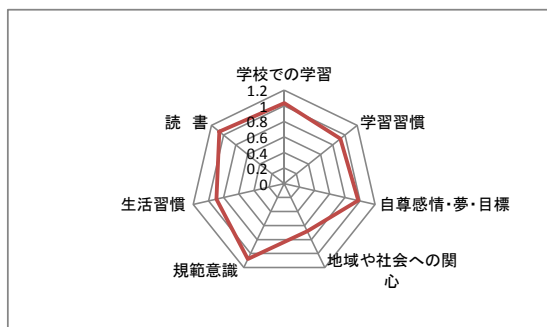 学校での学習
1.2
1
0.8
0.6
0.4
0.2
0
学習習慣
自尊感情・夢・目標
地域や社会への関
心
規範意識
生活習慣
読 書